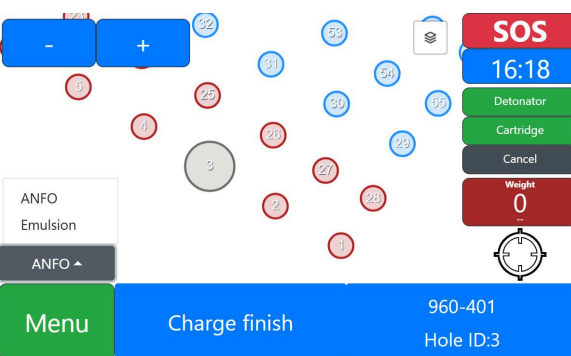 23
32
53
SOS
-
+
16:18
31
54
5
25
30
55
Detonator
4
26
29
Cartridge
3
27
Cancel
ANFO
Emulsion
2
28
Weight
0
--
1
ANFO
Menu
Charge finish
960-401
Hole ID:3